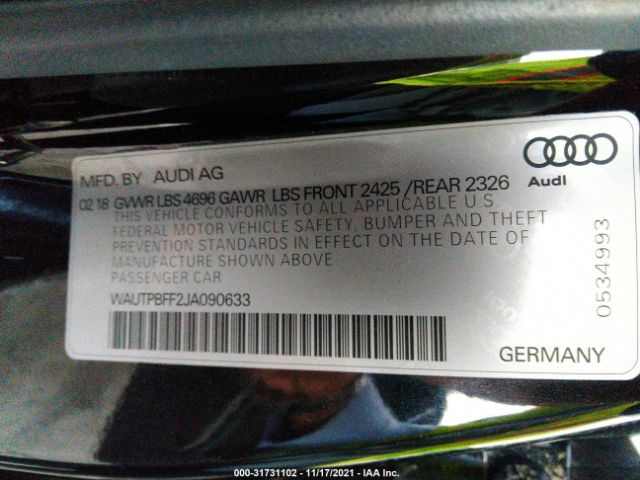 MFD. BY AUDI AG
02 18 GVWR LBS 4696 GAWR LBS FRONT 2425 /REAR 2326
THIS VEHICLE CONFORMS TO ALL APPLICABLE U.S.
FEDERAL MOTOR VEHICLE SAFETY, BUMPER AND THEFT
PREVENTION STANDARDS IN EFFECT ON THE DATE OF
MANUFACTURE SHOWN ABOVE
PASSENGER CAR
WAUTPBFF2JA090633
Audi
0534993
GERMANY
000-31731102 - 11/17/2021 - IAA Inc.